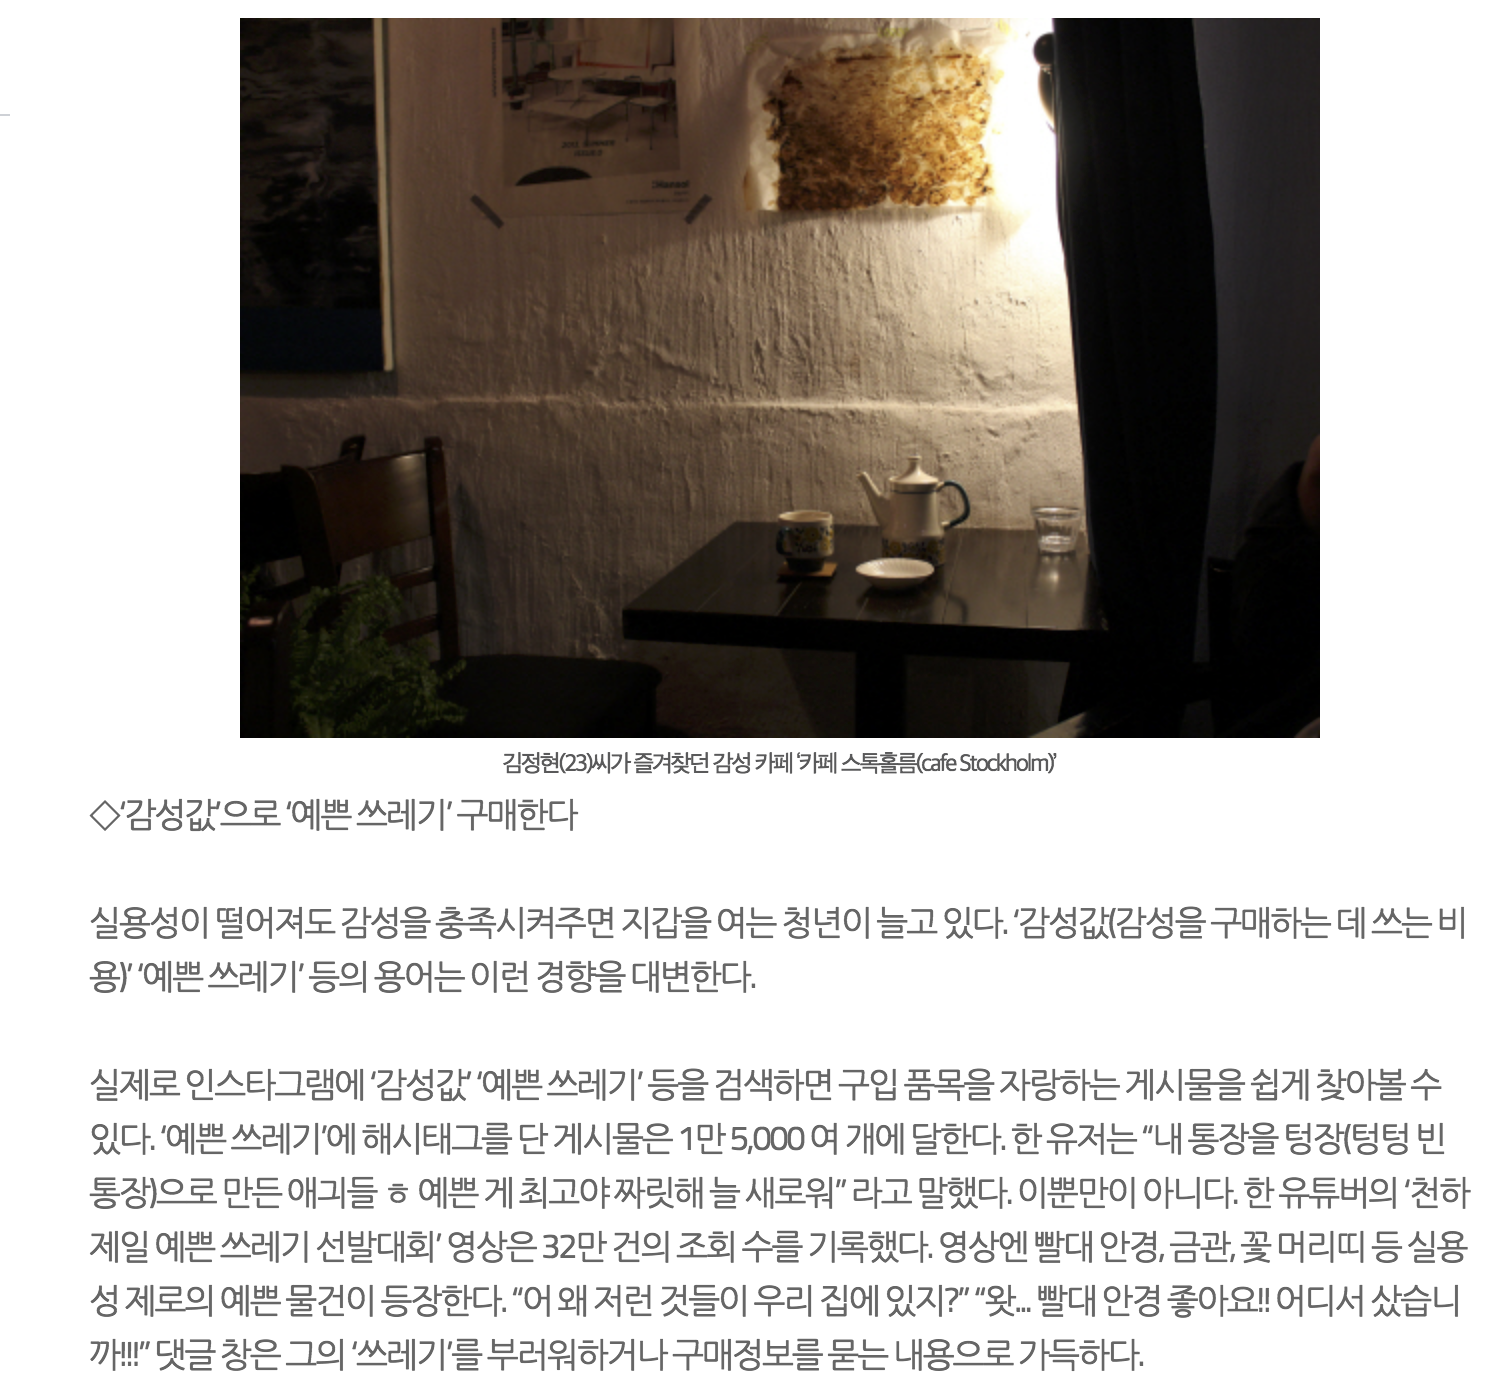 2013 SUMMER
ISSUE.6
:Hansol
김정현(23)씨가 즐겨찾던 감성 카페 ‘카페 스톡홀름(cafe Stockholm)’
◇‘감성값’으로 ‘예쁜 쓰레기’ 구매한다
실용성이 떨어져도 감성을 충족시켜주면 지갑을 여는 청년이 늘고 있다. ‘감성값(감성을 구매하는 데 쓰는 비
용)’ ‘예쁜 쓰레기’ 등의 용어는 이런 경향을 대변한다.
실제로 인스타그램에 ‘감성값’ ‘예쁜 쓰레기’ 등을 검색하면 구입 품목을 자랑하는 게시물을 쉽게 찾아볼 수
있다. ‘예쁜 쓰레기’에 해시태그를 단 게시물은 1만 5,000 여 개에 달한다. 한 유저는 “내 통장을 텅장(텅텅 빈
통장)으로 만든 애긔들 ㅎ 예쁜 게 최고야 짜릿해 늘 새로워” 라고 말했다. 이뿐만이 아니다. 한 유튜버의 ‘천하
제일 예쁜 쓰레기 선발대회’ 영상은 32만 건의 조회 수를 기록했다. 영상엔 빨대 안경, 금관, 꽃 머리띠 등 실용
성 제로의 예쁜 물건이 등장한다. “어 왜 저런 것들이 우리 집에 있지?” “왓... 빨대 안경 좋아요!! 어디서 샀습니
까!!!” 댓글 창은 그의 ‘쓰레기’를 부러워하거나 구매정보를 묻는 내용으로 가득하다.